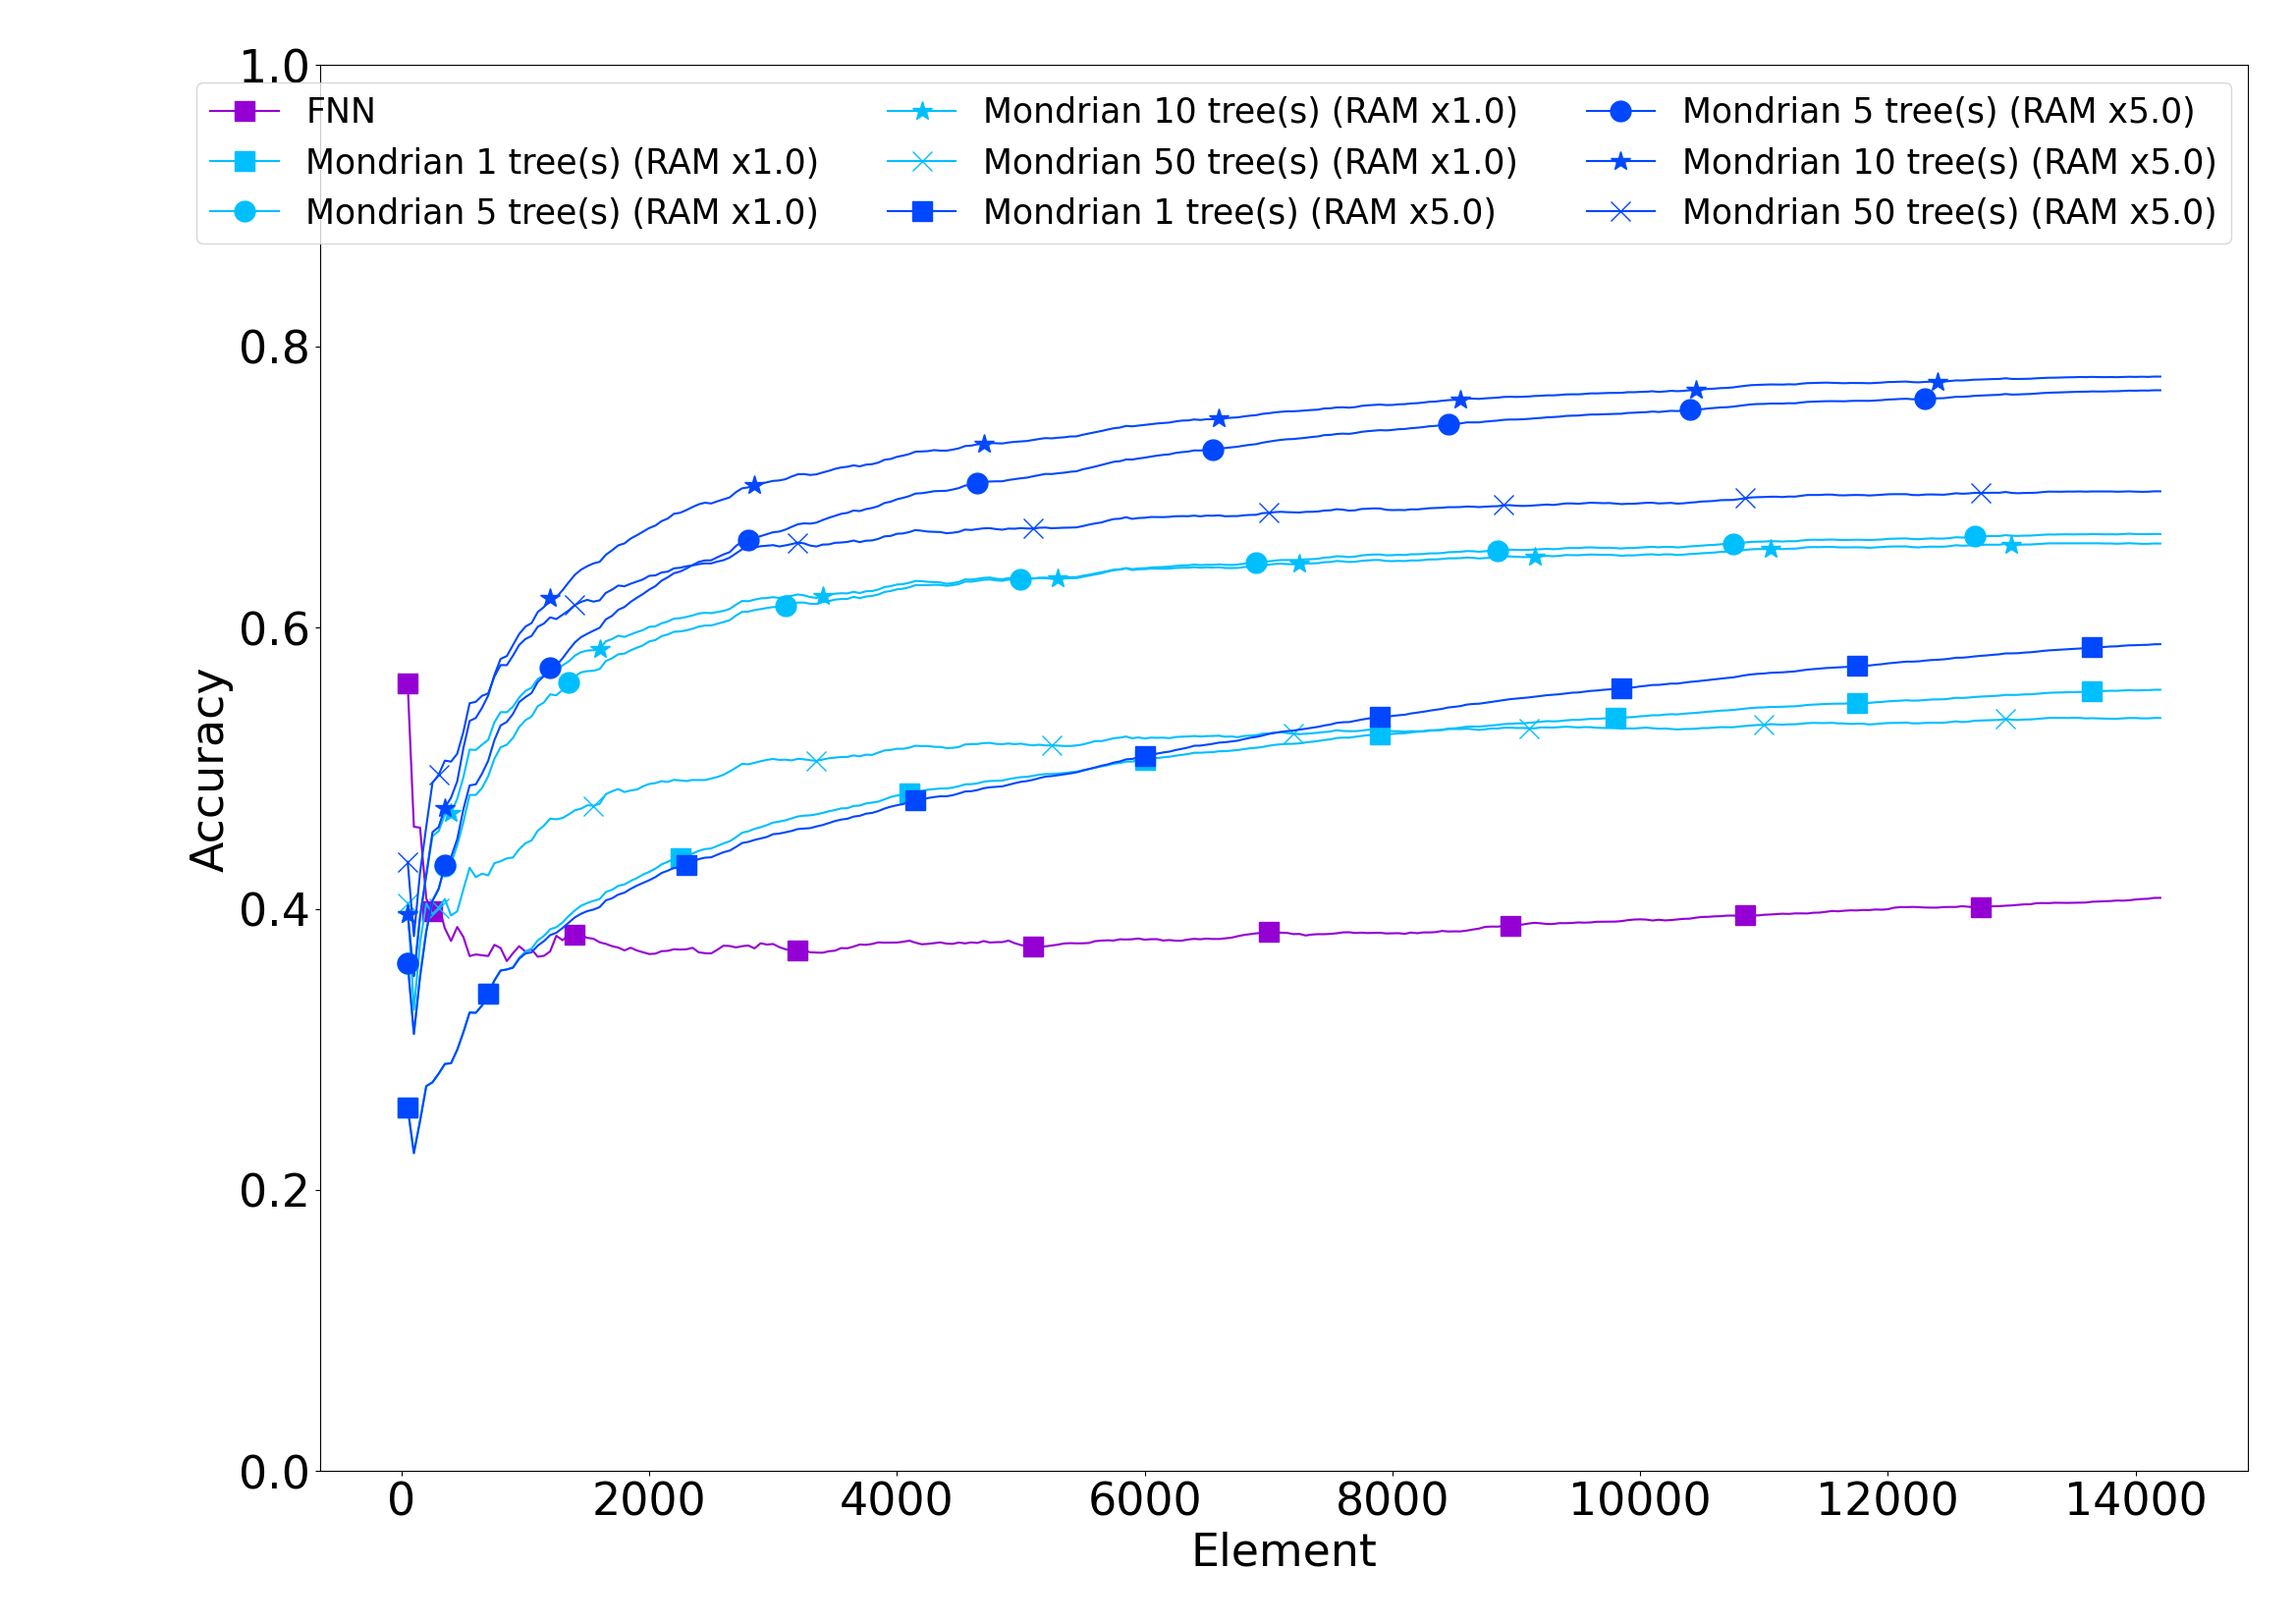 FNN
Mondrian 1 tree(s) (RAM x1.0)
Mondrian 5 tree(s) (RAM x1.0)
Mondrian 10 tree(s) (RAM x1.0)
Mondrian 50 tree(s) (RAM x1.0)
Mondrian 1 tree(s) (RAM x5.0)
Mondrian 5 tree(s) (RAM x5.0)
Mondrian 10 tree(s) (RAM x5.0)
Mondrian 50 tree(s) (RAM x5.0)
Accuracy
1.0
0.8
0.6
0.4
0.2
0.0
0 2000 4000 6000 8000 10000 12000 14000
Element